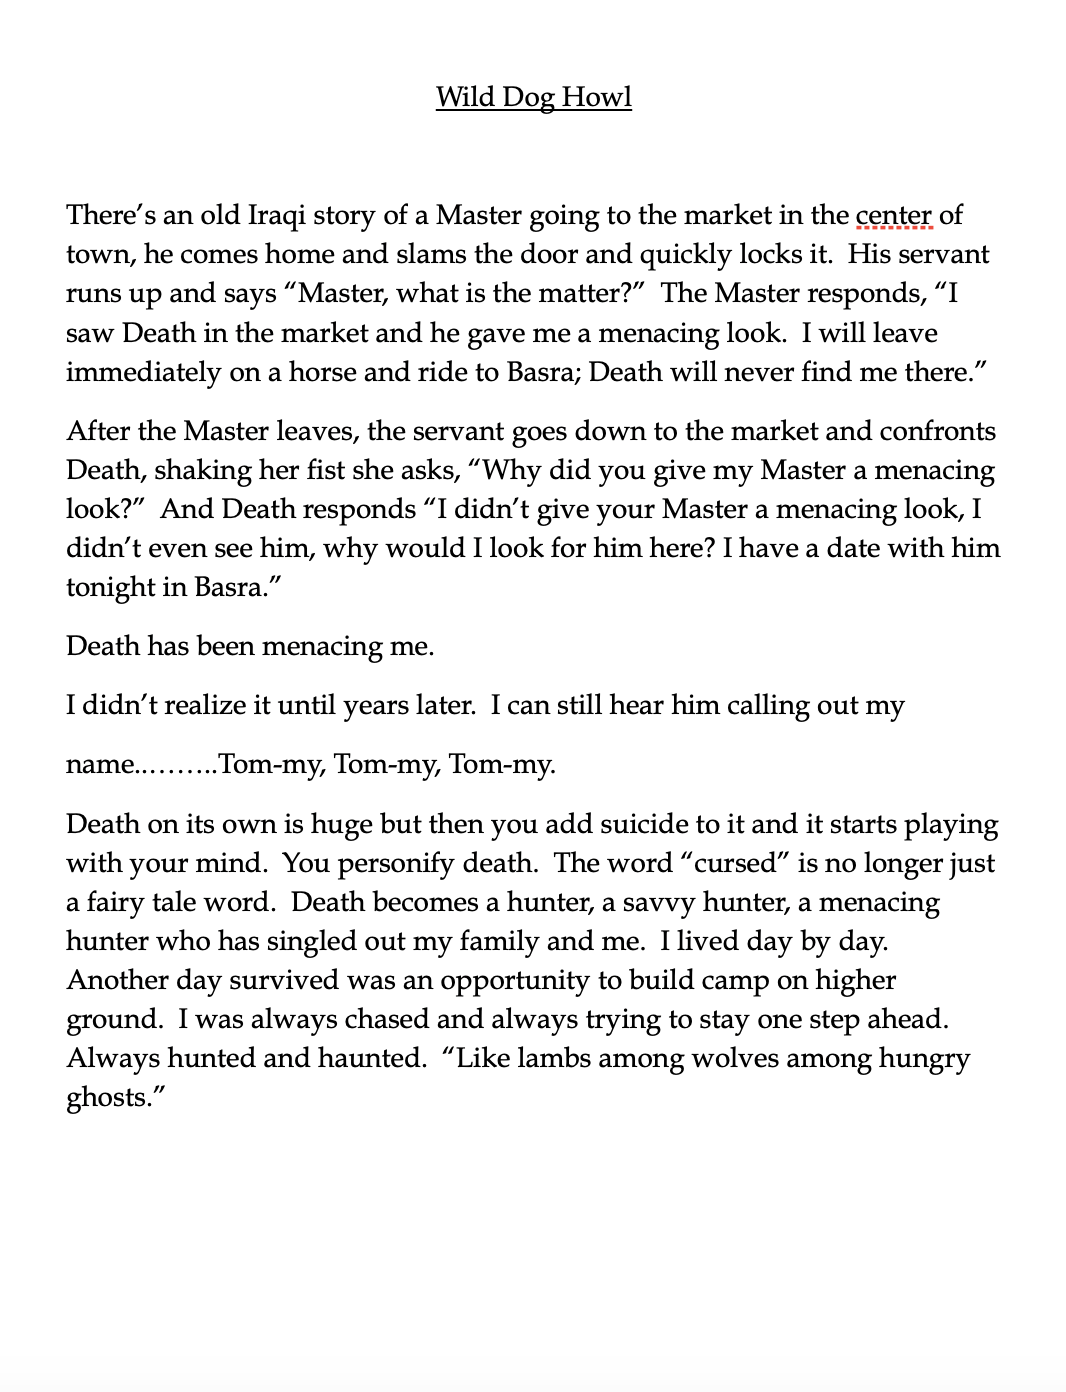 Wild Dog Howl
There’s an old Iraqi story of a Master going to the market in the center of
town, he comes home and slams the door and quickly locks it.  His servant
runs up and says “Master, what is the matter?”  The Master responds, “I
saw Death in the market and he gave me a menacing look.  I will leave
immediately on a horse and ride to Basra; Death will never find me there.”
After the Master leaves, the servant goes down to the market and confronts
Death, shaking her fist she asks, “Why did you give my Master a menacing
look?”  And Death responds “I didn’t give your Master a menacing look, I
didn’t even see him, why would I look for him here? I have a date with him
tonight in Basra.”
Death has been menacing me.
I didn’t realize it until years later.  I can still hear him calling out my
name..……..Tom-my, Tom-my, Tom-my.
Death on its own is huge but then you add suicide to it and it starts playing
with your mind.  You personify death.  The word “cursed” is no longer just
a fairy tale word.  Death becomes a hunter, a savvy hunter, a menacing
hunter who has singled out my family and me.  I lived day by day.
Another day survived was an opportunity to build camp on higher
ground.  I was always chased and always trying to stay one step ahead.
Always hunted and haunted.  “Like lambs among wolves among hungry
ghosts.”